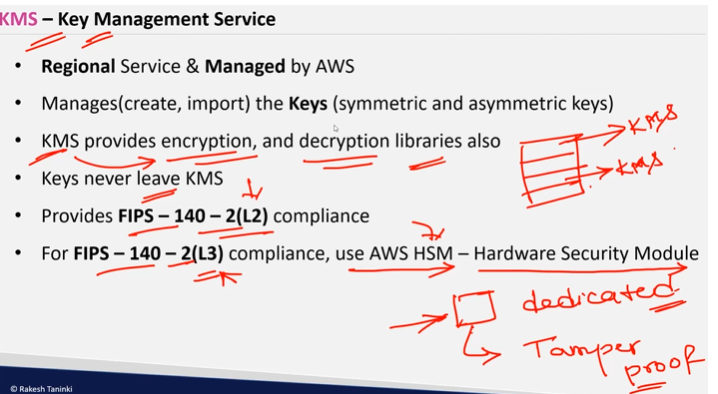 KMS – Key Management Service
• Regional Service & Managed by AWS
• Manages(create, import) the Keys (symmetric and asymmetric keys)
• KMS provides encryption, and decryption libraries also
KMS
KMS
• Keys never leave KMS
• Provides FIPS – 140 – 2(L2) compliance
• For FIPS – 140 – 2(L3) compliance, use AWS HSM – Hardware Security Module
dedicated
Tamper
proof
© Rakesh Taninki